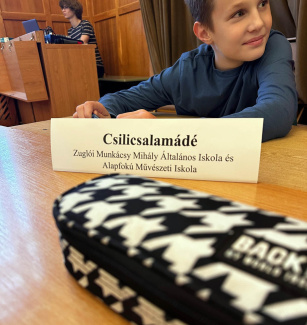 Csilicsalamádé
Zuglói Munkácsy Mihály Általános Iskola és
Alapfokú Művészeti Iskola
BACK